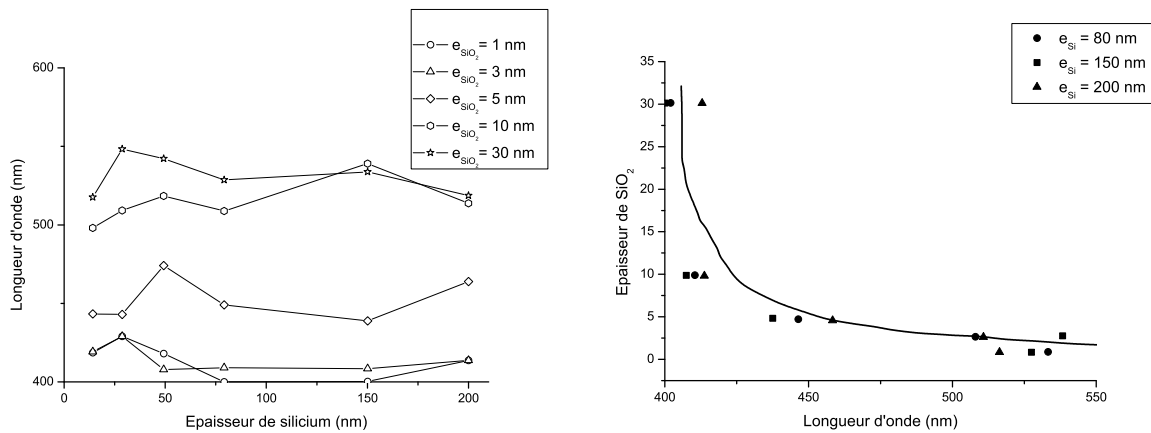 e_SiO₂ = 1 nm
e_SiO₂ = 3 nm
e_SiO₂ = 5 nm
e_SiO₂ = 10 nm
e_SiO₂ = 30 nm
600
500
400
Longueur d'onde (nm)
0 50 100 150 200
Epaisseur de silicium (nm)
e_Si = 80 nm
e_Si = 150 nm
e_Si = 200 nm
35
30
25
20
15
10
5
0
Epaisseur de SiO₂
400 450 500 550
Longueur d'onde (nm)